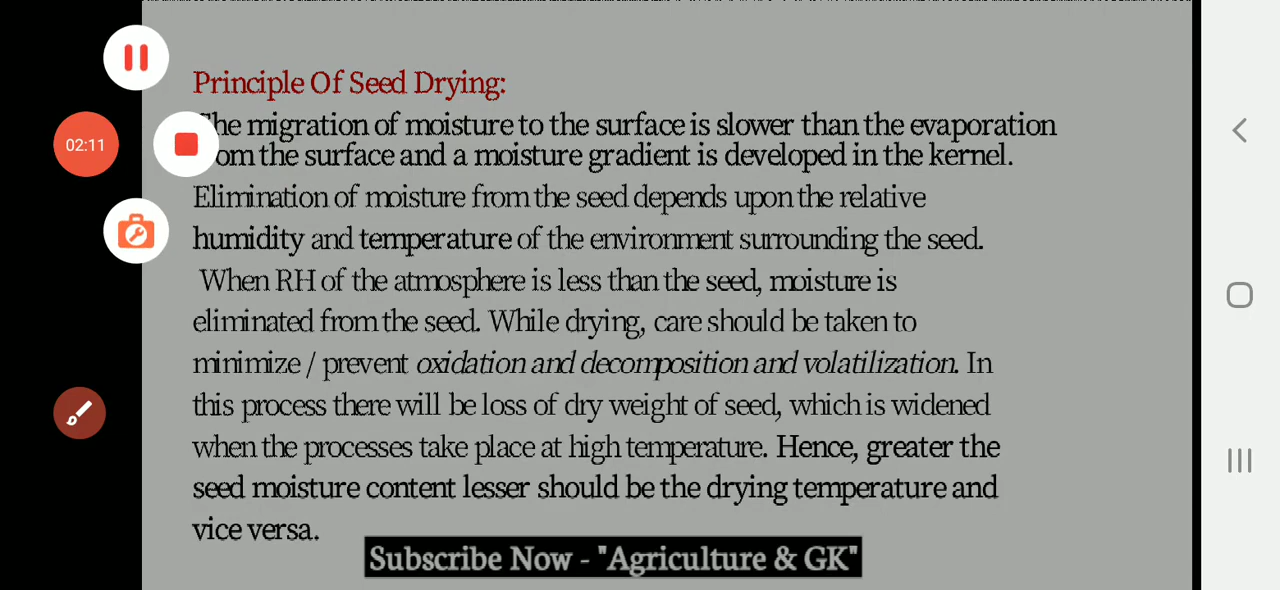 Principle Of Seed Drying:
The migration of moisture to the surface is slower than the evaporation
02:11
om the surface and a moisture gradient is developed in the kernel.
Elimination of moisture from the seed depends upon the relative
humidity and temperature of the environment surrounding the seed.
When RH of the atmosphere is less than the seed, moisture is
eliminated from the seed. While drying, care should be taken to
minimize / prevent oxidation and decomposition and volatilization. In
this process there will be loss of dry weight of seed, which is widened
when the processes take place at high temperature. Hence, greater the
seed moisture content lesser should be the drying temperature and
vice versa.
Subscribe Now - "Agriculture & GK"